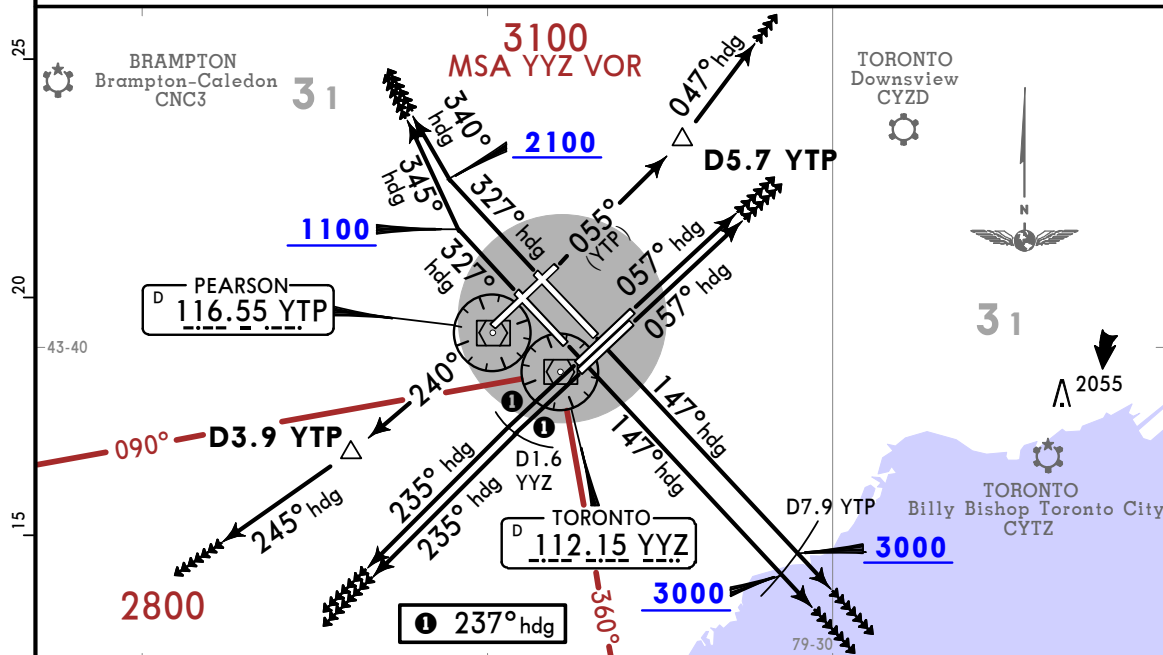 25
BRAMPTON
Brampton-Caledon
CNC3
3 1
3100
MSA YYZ VOR
047° hdg
TORONTO
Downsview
CYZD
340°
hdg
2100
D5.7 YTP
345°
hdg
327°
hdg
055°
(YTP)
1100
327°
hdg
057° hdg
057° hdg
N
20
PEARSON
D 116.55 YTP
3 1
43-40
2055
240°
090°
D3.9 YTP
1
1
D1.6
YYZ
147° hdg
147° hdg
235° hdg
235° hdg
245° hdg
15
TORONTO
D 112.15 YYZ
D7.9 YTP
TORONTO
Billy Bishop Toronto City
CYTZ
3000
3000
2800
1 237° hdg
360°
79-30